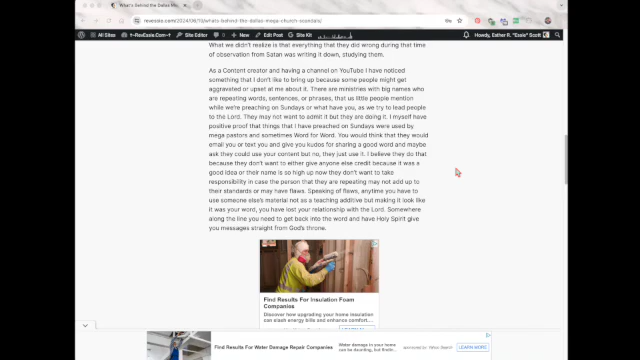 What's Behind the Dallas Me
revessie.com/2024/06/19/whats-behind-the-dallas-mega-church-scandals/
All Sites
New
Edit Post
Site Kit
Howdy, Esther R. "Essie" Scott
What we didn't realize is that everything that they did wrong during that time
of observation from Satan was writing it down, studying them.
As a Content creator and having a channel on YouTube I have noticed
something that I don't like to bring up because some people might get
aggravated or upset at me about it. There are ministries with big names who
are repeating words, sentences, or phrases, that us little people mention
while we're preaching on Sundays or what have you, as we try to lead people
to the Lord. They may not want to admit it but they are doing it. I myself have
positive proof that things that I have preached on Sundays were used by
mega pastors and sometimes Word for Word. You would think that they would
email you or text you and give you kudos for sharing a good word and maybe
ask they could use your content but no, they just use it. I believe they do that
because they don't want to either give anyone else credit because it was a
good idea or their name is so high up now they don't want to take
responsibility in case the person that they are repeating may not add up to
their standards or may have flaws. Speaking of flaws, anytime you have to
use someone else's material not as a teaching additive but making it look like
it was your word, you have lost your relationship with the Lord. Somewhere
along the line you need to get back into the word and have Holy Spirit give
you messages straight from God's throne.
Find Results For Insulation Foam
Companies
Discover how upgrading your home insulation
can slash energy bills and enhance comfort...
Find Results For Water Damage Repair Companies
Water damage in your home
can be daunting, but
LEARN MORE